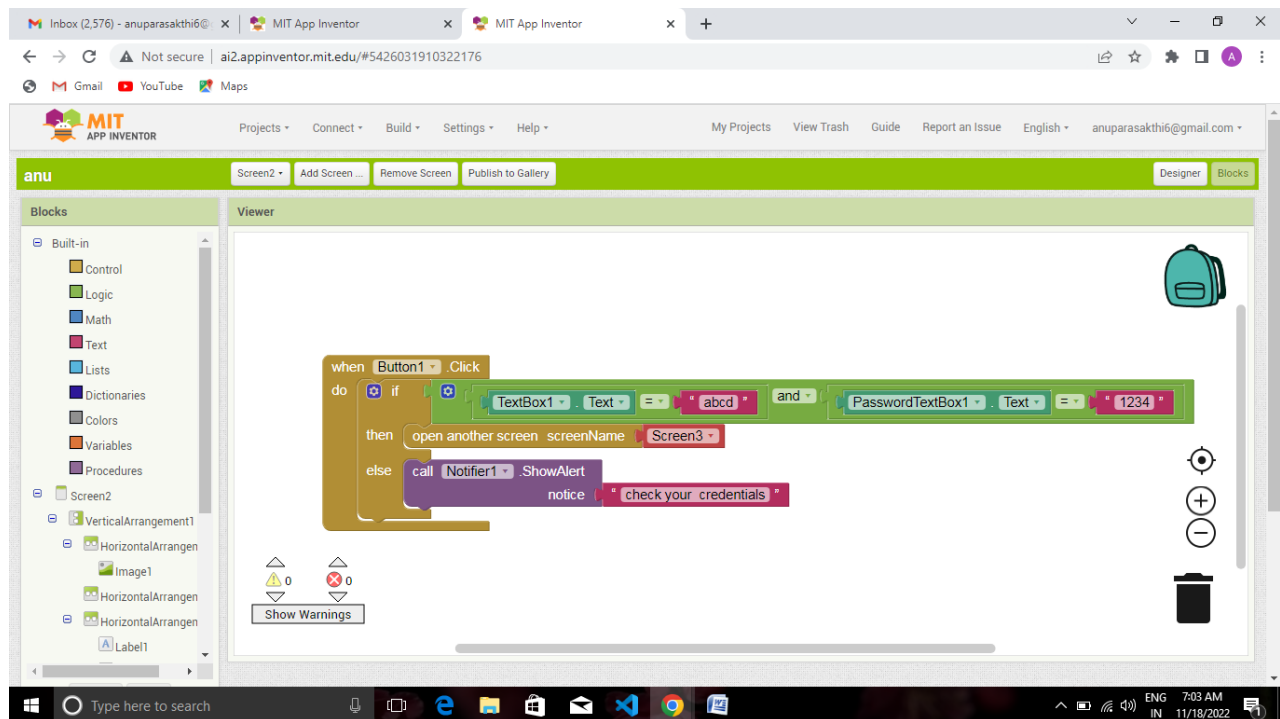 Inbox (2,576) - anuparasakthi6@g
MIT App Inventor
MIT App Inventor
Not secure
ai2.appinventor.mit.edu/#5426031910322176
A
Gmail
YouTube
Maps
MIT
APP INVENTOR
Projects
Connect
Build
Settings
Help
My Projects
View Trash
Guide
Report an Issue
English
anuparasakthi6@gmail.com
anu
Screen2
Add Screen ...
Remove Screen
Publish to Gallery
Designer
Blocks
Blocks
Viewer
Built-in
Control
Logic
Math
Text
Lists
Dictionaries
Colors
Variables
Procedures
Screen2
VerticalArrangement1
HorizontalArrangen
Image1
HorizontalArrangen
HorizontalArrangen
A Label1
when Button1 .Click
do if TextBox1 . Text = " abcd " and PasswordTextBox1 . Text = " 1234 "
then open another screen screenName Screen3
else call Notifier1 .ShowAlert
notice " check your credentials "
0
0
Show Warnings
Type here to search
ENG
IN
7:03 AM
11/18/2022
1